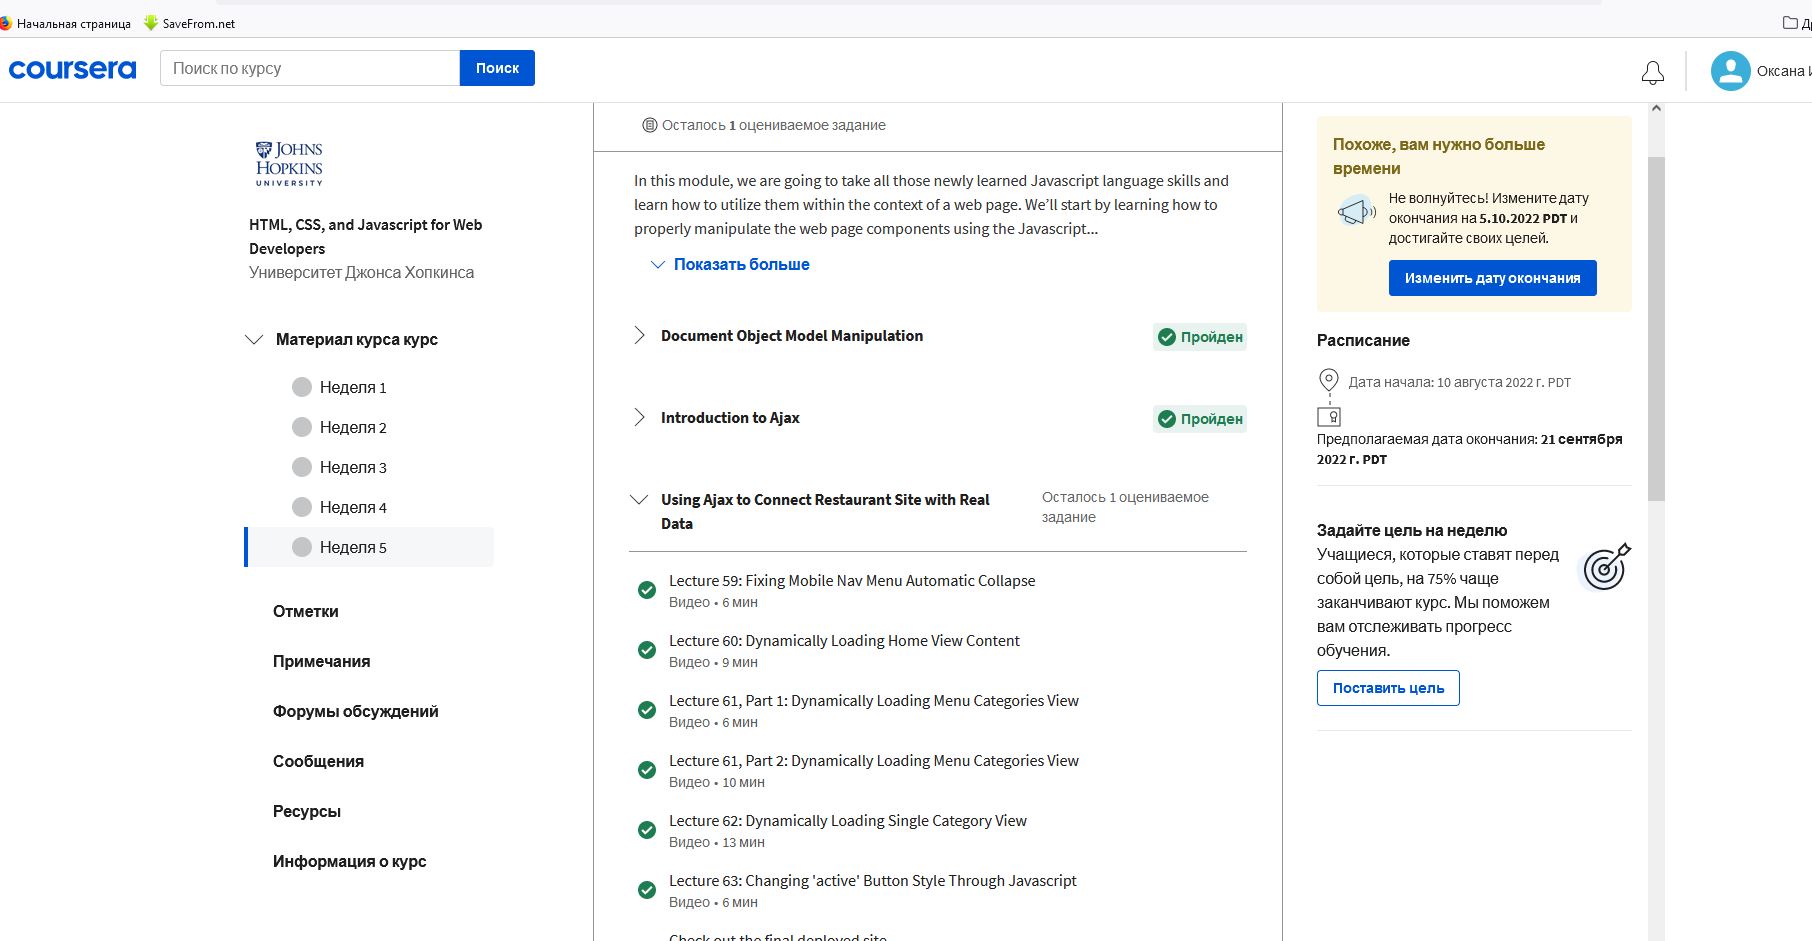 Начальная страница
SaveFrom.net
coursera
Поиск по курсу
Поиск
Оксана
JOHNS
HOPKINS
UNIVERSITY
HTML, CSS, and Javascript for Web
Developers
Университет Джонса Хопкинса
Материал курса курс
Неделя 1
Неделя 2
Неделя 3
Неделя 4
Неделя 5
Отметки
Примечания
Форумы обсуждений
Сообщения
Ресурсы
Информация о курс
Осталось 1 оцениваемое задание
In this module, we are going to take all those newly learned Javascript language skills and
learn how to utilize them within the context of a web page. We’ll start by learning how to
properly manipulate the web page components using the Javascript...
Показать больше
Document Object Model Manipulation
Пройден
Introduction to Ajax
Пройден
Using Ajax to Connect Restaurant Site with Real
Data
Осталось 1 оцениваемое
задание
Lecture 59: Fixing Mobile Nav Menu Automatic Collapse
Видео • 6 мин
Lecture 60: Dynamically Loading Home View Content
Видео • 9 мин
Lecture 61, Part 1: Dynamically Loading Menu Categories View
Видео • 6 мин
Lecture 61, Part 2: Dynamically Loading Menu Categories View
Видео • 10 мин
Lecture 62: Dynamically Loading Single Category View
Видео • 13 мин
Lecture 63: Changing 'active' Button Style Through Javascript
Видео • 6 мин
Check out the final deployed site
Похоже, вам нужно больше
времени
Не волнуйтесь! Измените дату
окончания на 5.10.2022 PDT и
достигайте своих целей.
Изменить дату окончания
Расписание
Дата начала: 10 августа 2022 г. PDT
Предполагаемая дата окончания: 21 сентября
2022 г. PDT
Задайте цель на неделю
Учащиеся, которые ставят перед
собой цель, на 75% чаще
заканчивают курс. Мы поможем
вам отслеживать прогресс
обучения.
Поставить цель